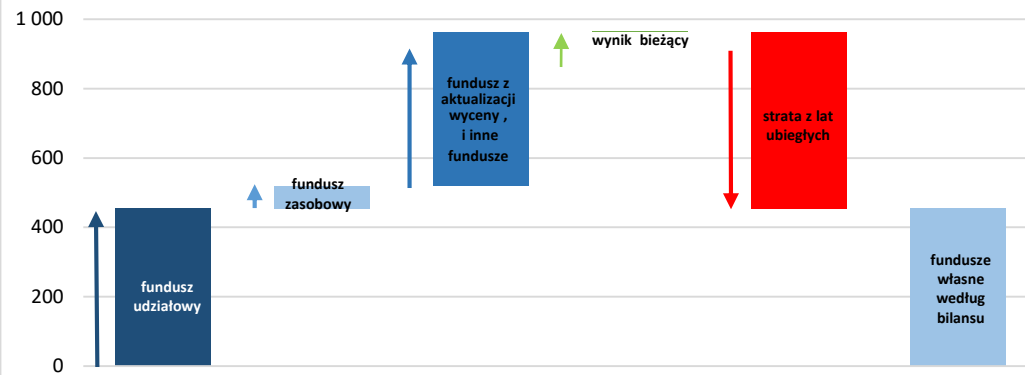 1 000
800
600
400
200
0
fundusz
udziałowy
fundusz
zasobowy
fundusz z
aktualizacji
wyceny ,
i inne
fundusze
wynik bieżący
strata z lat
ubiegłych
fundusze
własne
według
bilansu